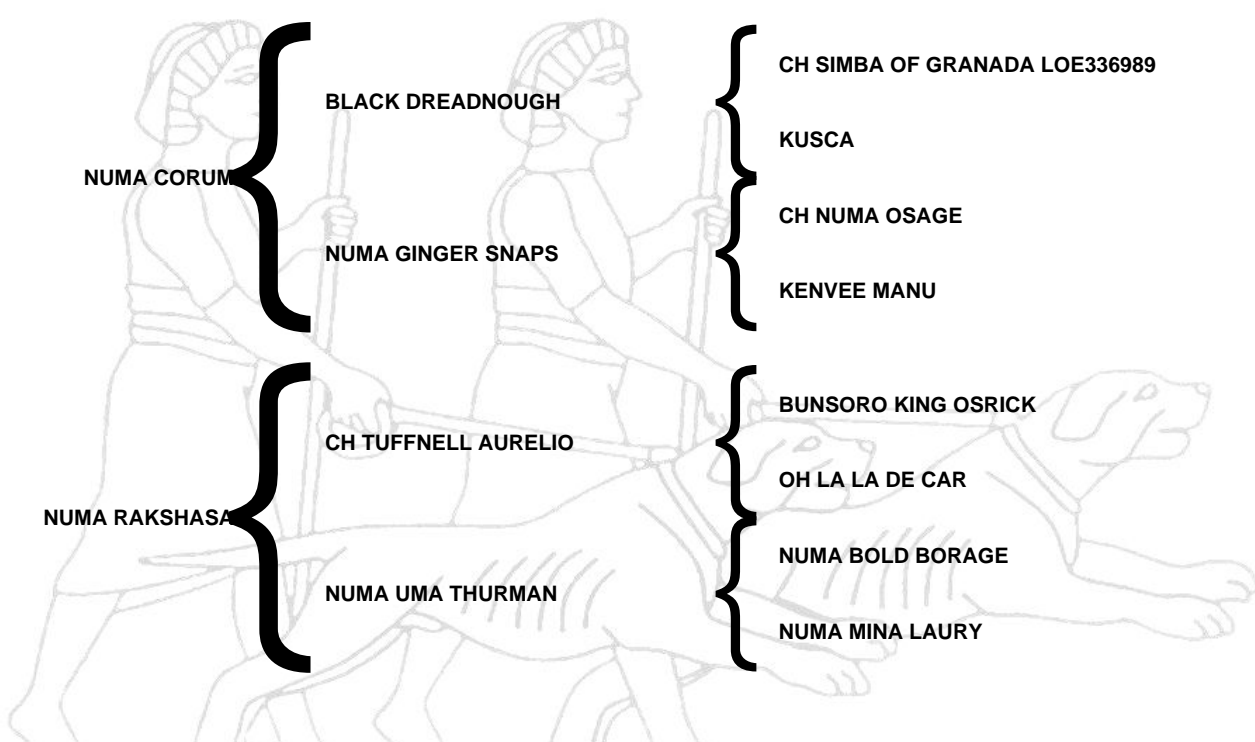 CH SIMBA OF GRANADA LOE336989
BLACK DREADNOUGH
KUSCA
NUMA CORUM
CH NUMA OSAGE
NUMA GINGER SNAPS
KENVEE MANU
BUNSORO KING OSRICK
CH TUFFNELL AURELIO
OH LA LA DE CAR
NUMA RAKSHASA
NUMA BOLD BORAGE
NUMA UMA THURMAN
NUMA MINA LAURY